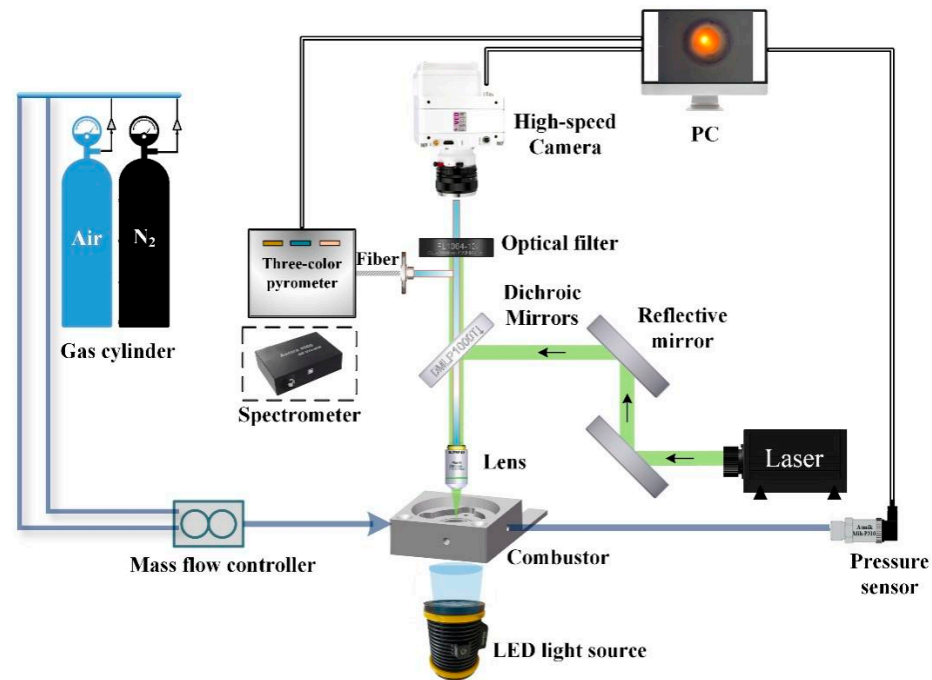 High-speed
Camera
PC
Air
N₂
Gas cylinder
Three-color
pyrometer
Fiber
Optical filter
Dichroic
Mirrors
DMLP1000T
Reflective
mirror
Spectrometer
Lens
Laser
Mass flow controller
Combustor
Pressure
sensor
LED light source